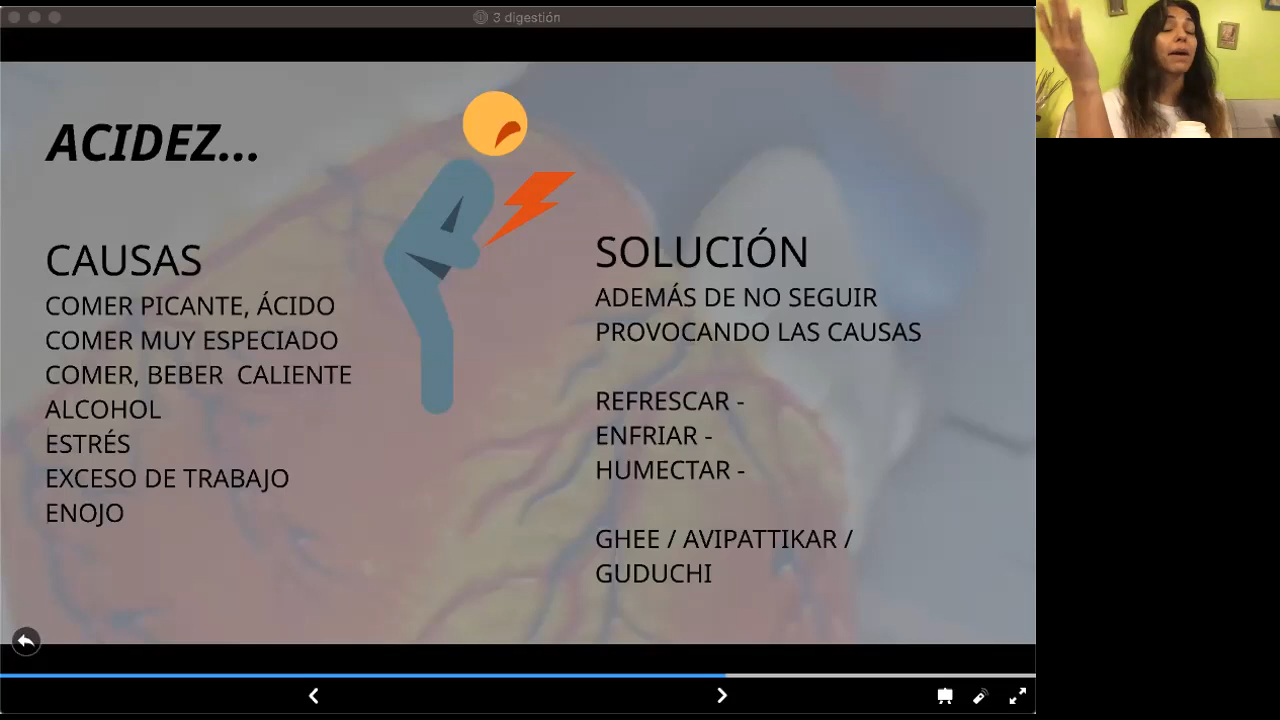 3 digestión
ACIDEZ...
CAUSAS
COMER PICANTE, ÁCIDO
COMER MUY ESPECIADO
COMER, BEBER CALIENTE
ALCOHOL
ESTRÉS
EXCESO DE TRABAJO
ENOJO
SOLUCIÓN
ADEMÁS DE NO SEGUIR
PROVOCANDO LAS CAUSAS
REFRESCAR -
ENFRIAR -
HUMECTAR -
GHEE / AVIPATTIKAR /
GUDUCHI